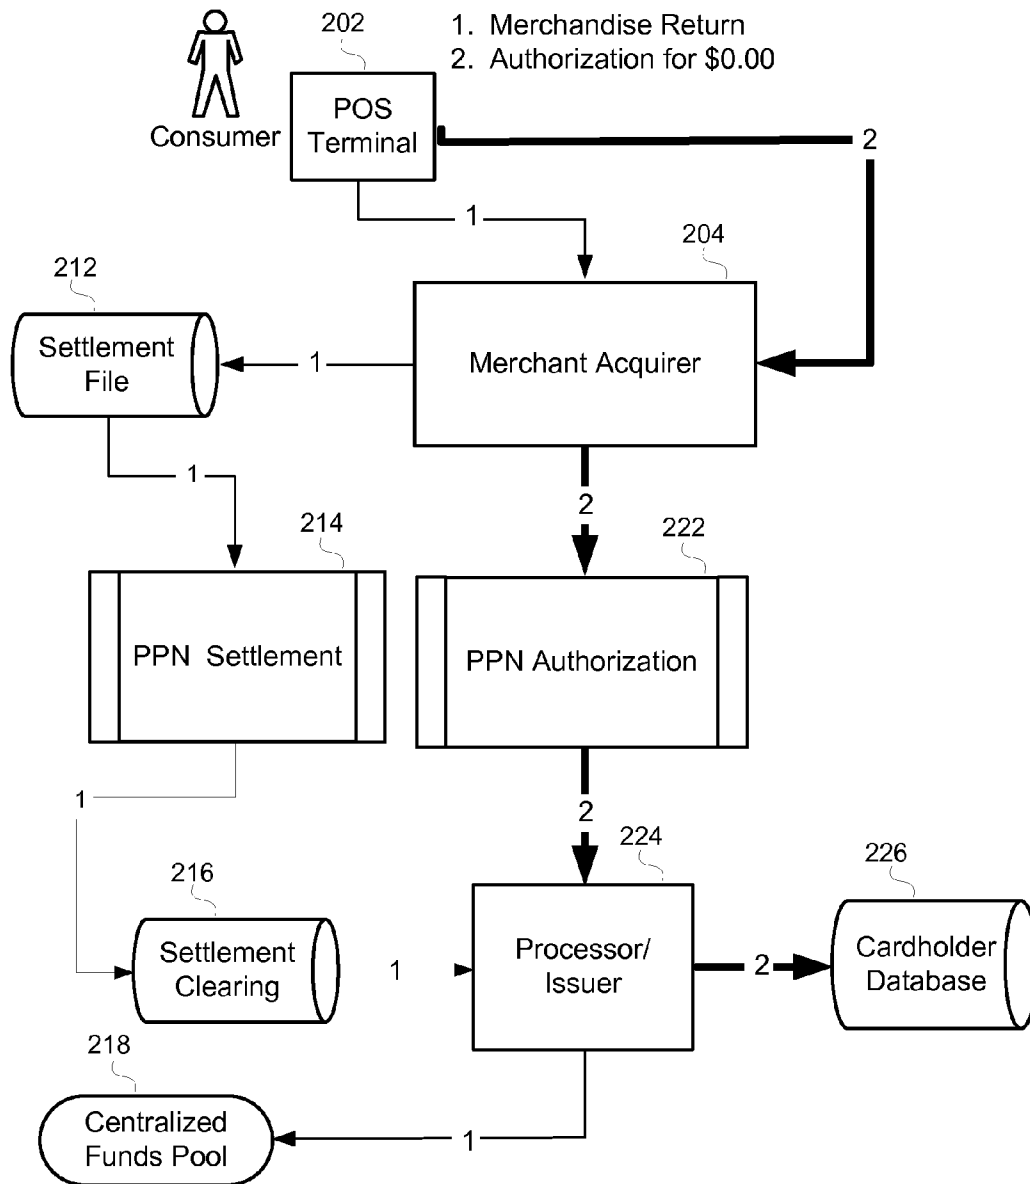 202
1. Merchandise Return
2. Authorization for $0.00
POS
Terminal
Consumer
2
1
204
212
Settlement
File
1
Merchant Acquirer
1
2
214
222
PPN Settlement
PPN Authorization
1
2
224
226
216
Settlement
Clearing
1
Processor/
Issuer
2
Cardholder
Database
218
Centralized
Funds Pool
1